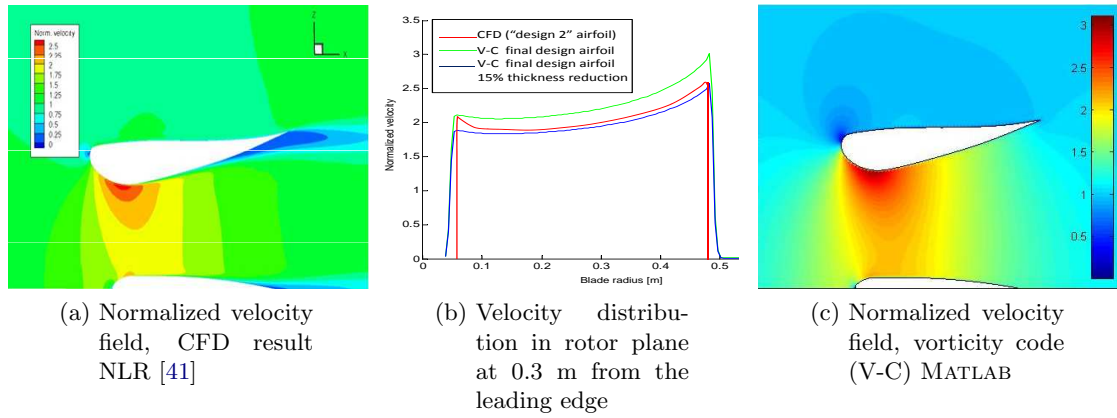 Norm. velocity
2.5
2.25
2
1.75
1.5
1.25
1
0.75
0.5
0.25
0
Z
X
3.5
3
2.5
2
1.5
1
0.5
0
Normalized velocity
CFD ("design 2" airfoil)
V-C final design airfoil
V-C final design airfoil
15% thickness reduction
0 0.1 0.2 0.3 0.4 0.5
Blade radius [m]
3
2.5
2
1.5
1
0.5
(a) Normalized velocity
field, CFD result
NLR [41]
(b) Velocity distribu-
tion in rotor plane
at 0.3 m from the
leading edge
(c) Normalized velocity
field, vorticity code
(V-C) MATLAB